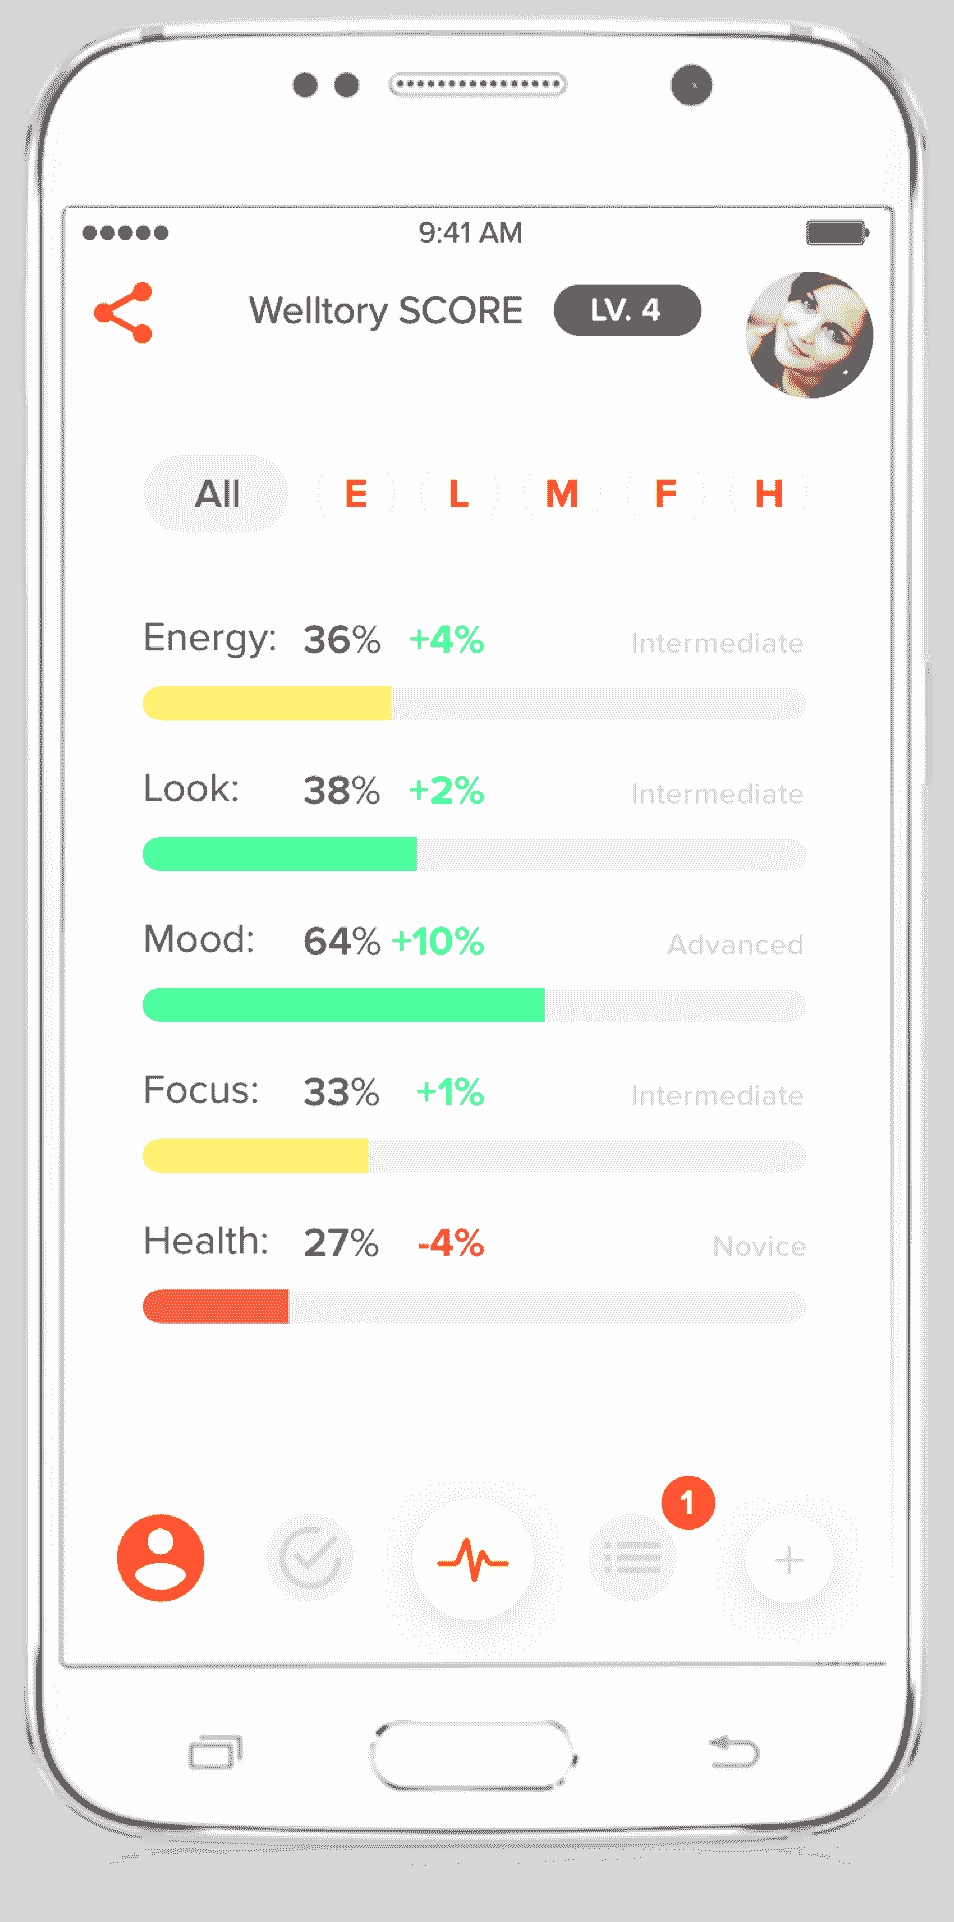 9:41 AM
Welltory SCORE LV. 4
All E L M F H
Energy: 36% +4% Intermediate
Look: 38% +2% Intermediate
Mood: 64% +10% Advanced
Focus: 33% +1% Intermediate
Health: 27% -4% Novice
1